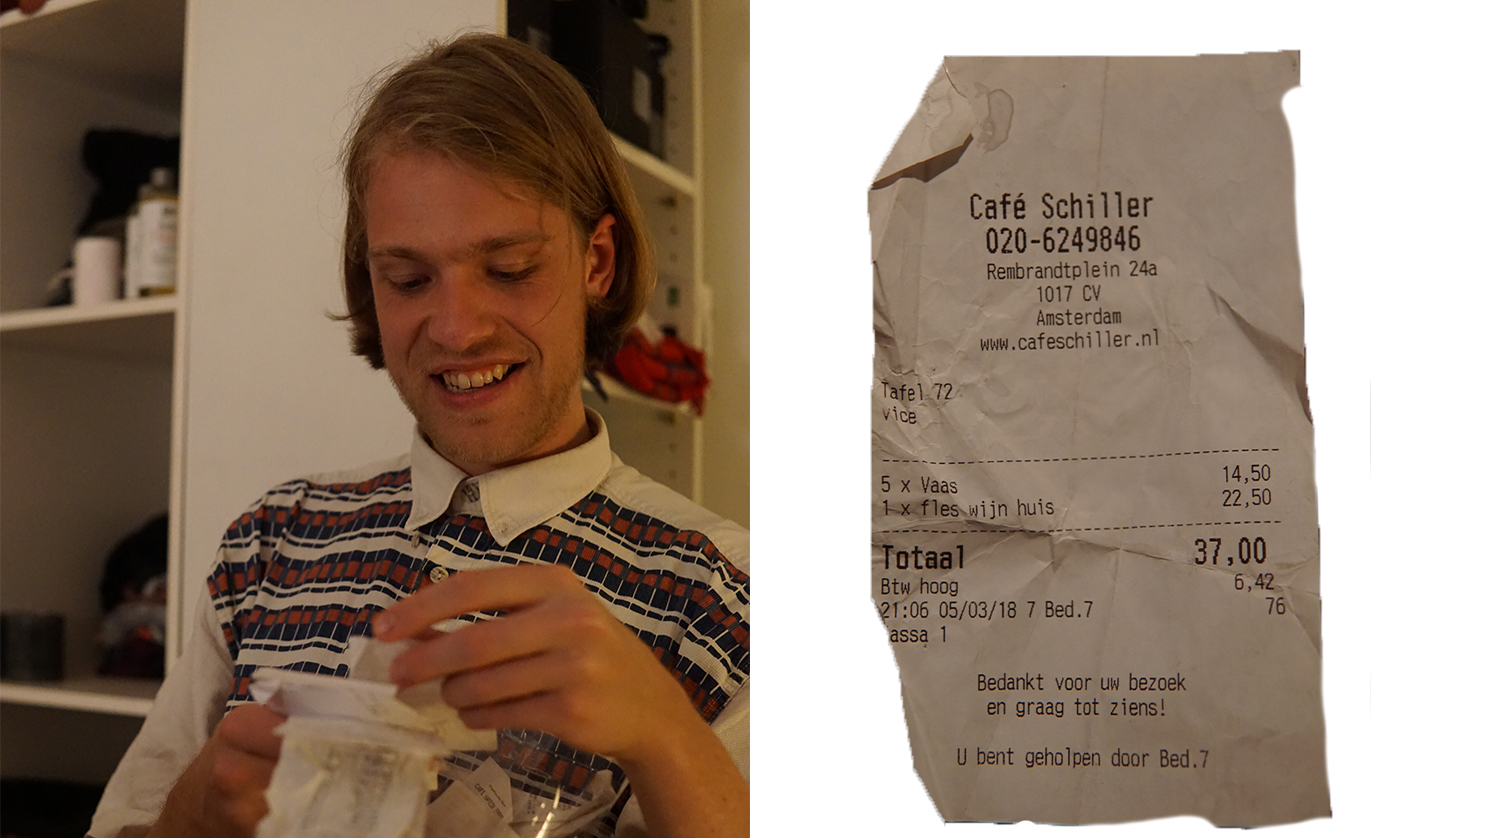 Café Schiller
020-6249846
Rembrandtplein 24a
1017 CV
Amsterdam
www.cafeschiller.nl
Tafel 72
vice
5 x Vaas 14,50
1 x fles wijn huis 22,50
Totaal 37,00
Btw hoog 6,42
21:06 05/03/18 7 Bed.7 76
assa 1
Bedankt voor uw bezoek
en graag tot ziens!
U bent geholpen door Bed.7